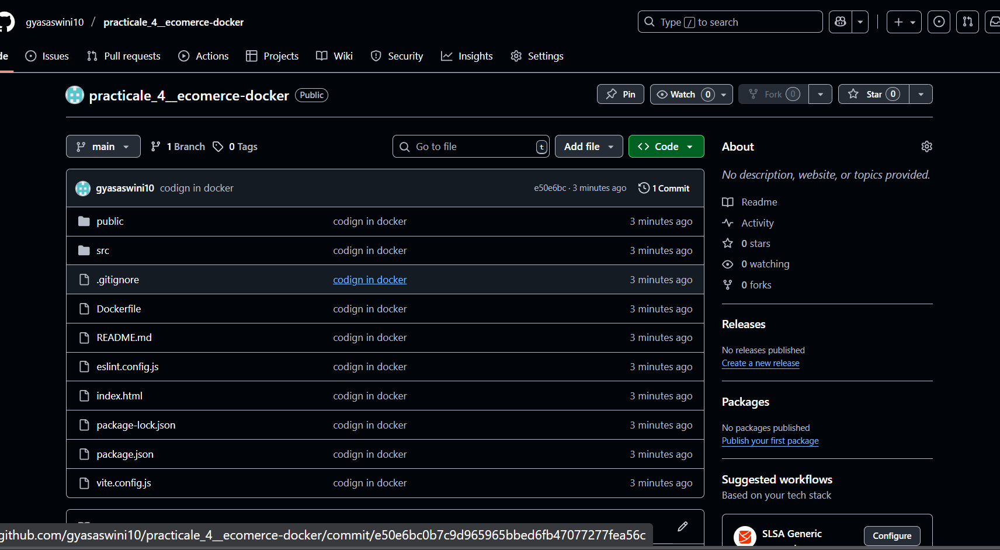 gyasaswini10 / practicale_4__ecomerce-docker
Type / to search
de Issues Pull requests Actions Projects Wiki Security Insights Settings
practicale_4__ecomerce-docker Public
Pin Watch 0 Fork 0 Star 0
main 1 Branch 0 Tags
Go to file t Add file Code
gyasaswini10 codign in docker e50e6bc · 3 minutes ago 1 Commit
public codign in docker 3 minutes ago
src codign in docker 3 minutes ago
.gitignore codign in docker 3 minutes ago
Dockerfile codign in docker 3 minutes ago
README.md codign in docker 3 minutes ago
eslint.config.js codign in docker 3 minutes ago
index.html codign in docker 3 minutes ago
package-lock.json codign in docker 3 minutes ago
package.json codign in docker 3 minutes ago
vite.config.js codign in docker 3 minutes ago
About
No description, website, or topics provided.
Readme
Activity
0 stars
0 watching
0 forks
Releases
No releases published
Create a new release
Packages
No packages published
Publish your first package
Suggested workflows
Based on your tech stack
SLSA Generic
Configure
github.com/gyasaswini10/practicale_4__ecomerce-docker/commit/e50e6bc0b7c9d965965bbed6fb47077277fea56c